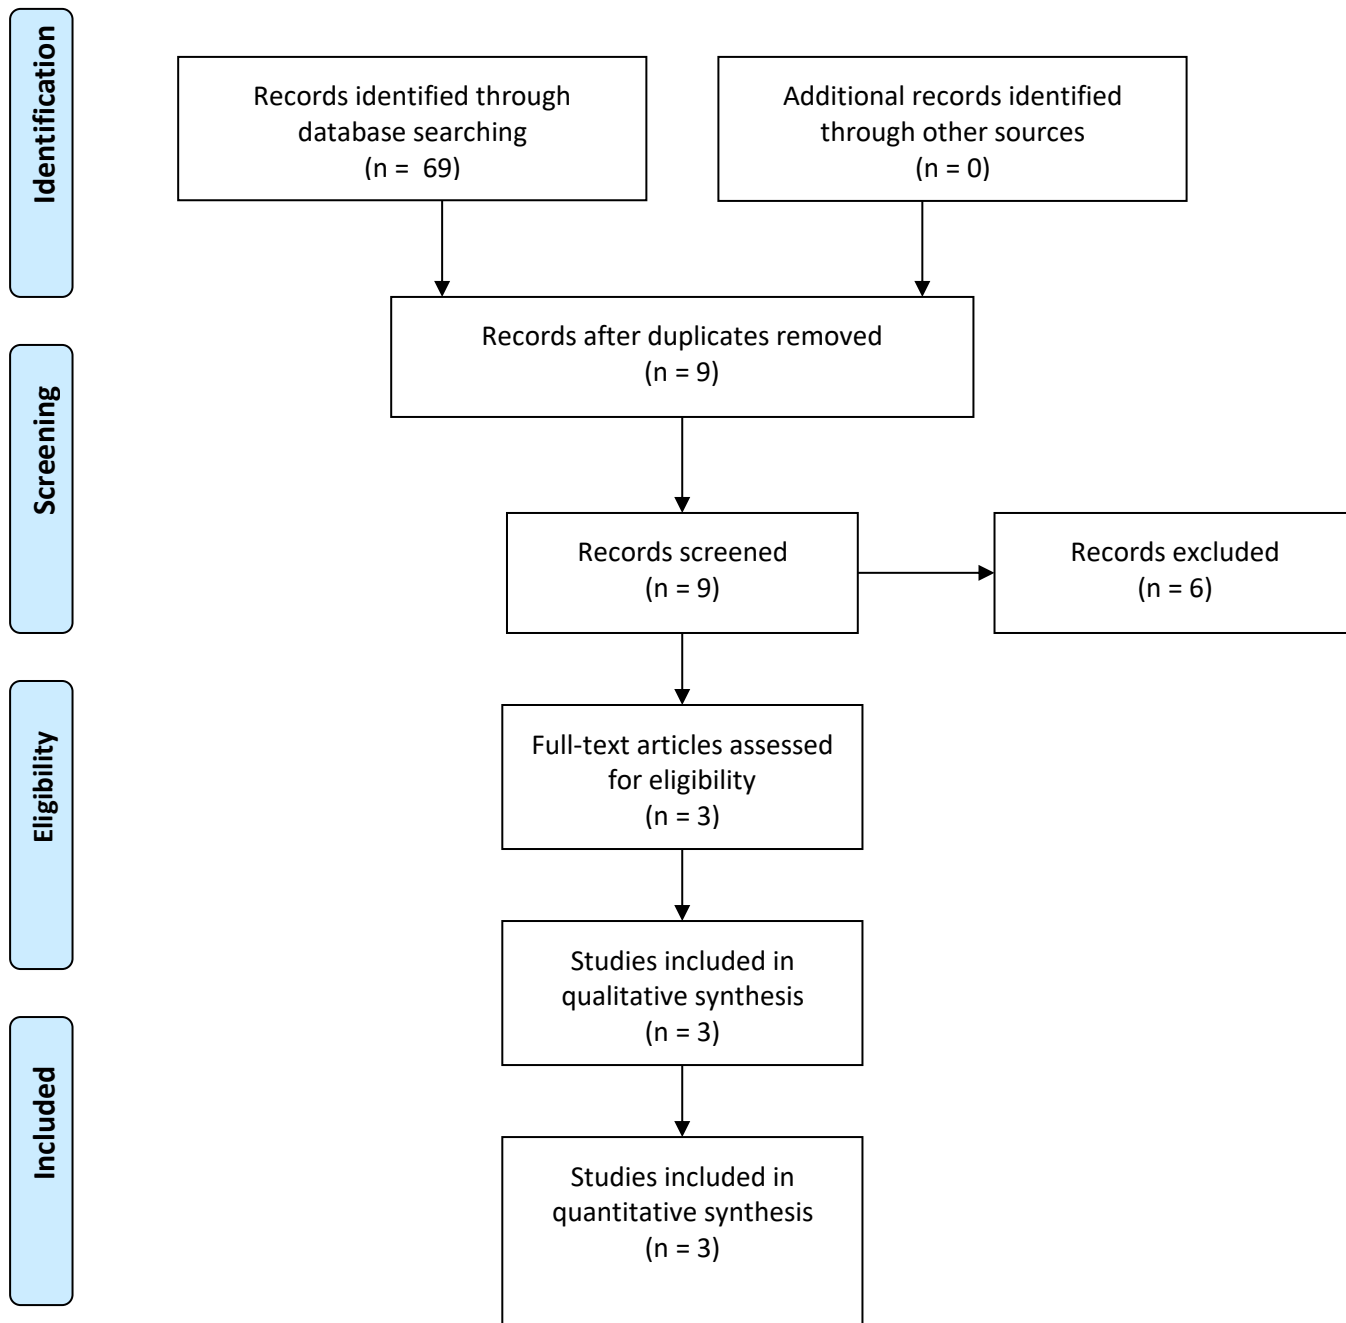 Identification
Records identified through
database searching
(n =  69)
Additional records identified
through other sources
(n = 0)
Records after duplicates removed
(n = 9)
Screening
Records screened
(n = 9)
Records excluded
(n = 6)
Eligibility
Full-text articles assessed
for eligibility
(n = 3)
Studies included in
qualitative synthesis
(n = 3)
Included
Studies included in
quantitative synthesis
(n = 3)